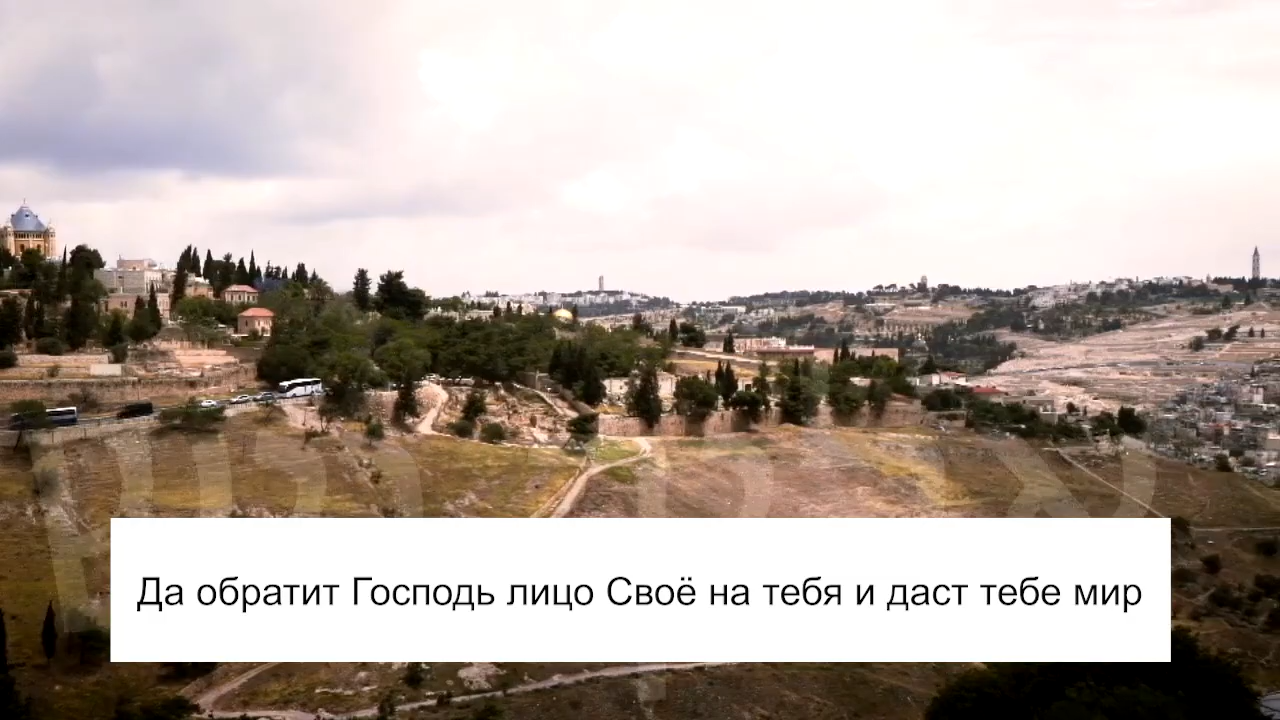 Да обратит Господь лицо Своё на тебя и даст тебе мир